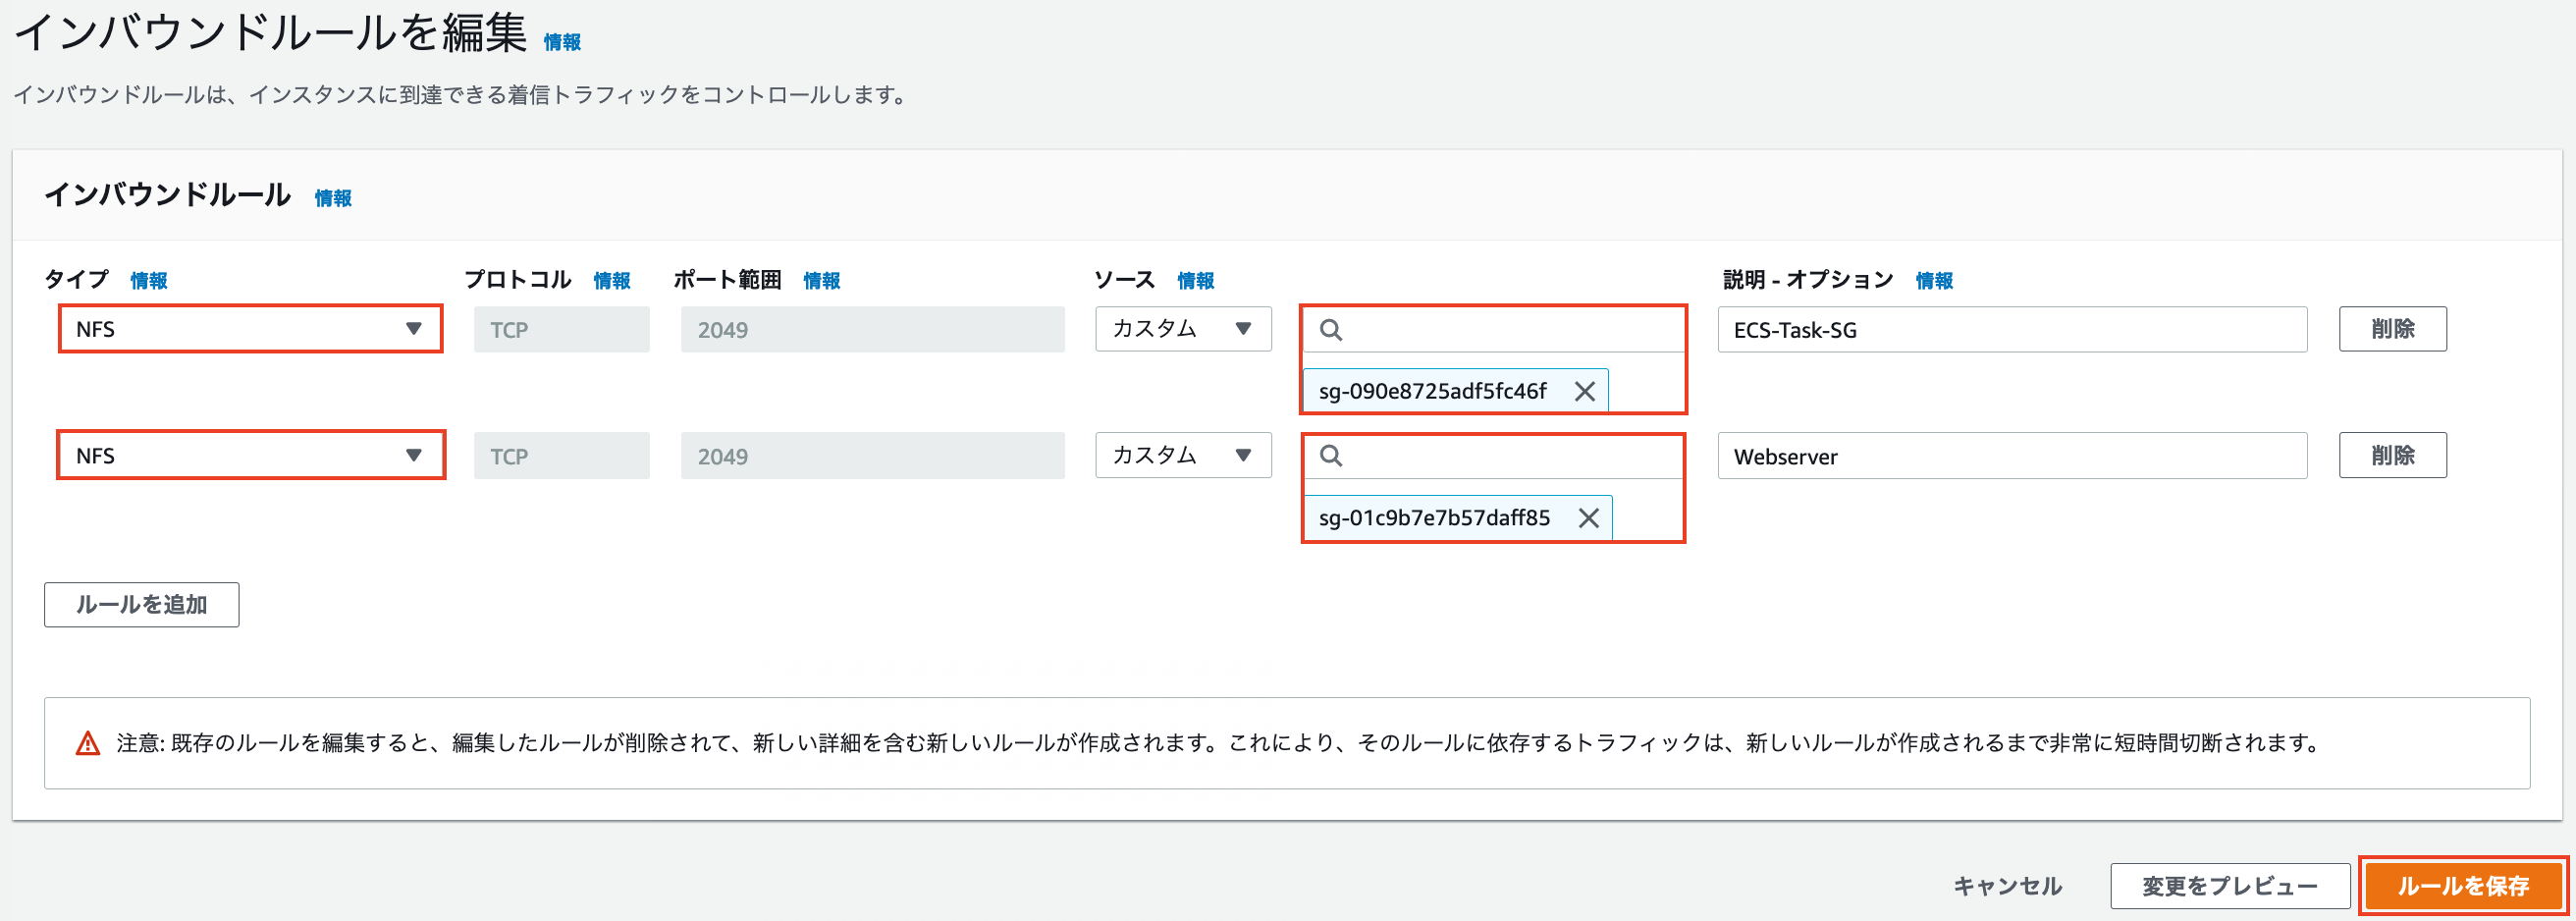 インバウンドルールを編集 情報
インバウンドルールは、インスタンスに到達できる着信トラフィックをコントロールします。
インバウンドルール 情報
タイプ 情報 プロトコル 情報 ポート範囲 情報 ソース 情報 説明 - オプション 情報
NFS TCP 2049 カスタム ECS-Task-SG 削除
sg-090e8725adf5fc46f
NFS TCP 2049 カスタム Webserver 削除
sg-01c9b7e7b57daff85
ルールを追加
注意: 既存のルールを編集すると、編集したルールが削除されて、新しい詳細を含む新しいルールが作成されます。これにより、そのルールに依存するトラフィックは、新しいルールが作成されるまで非常に短時間切断されます。
キャンセル 変更をプレビュー ルールを保存